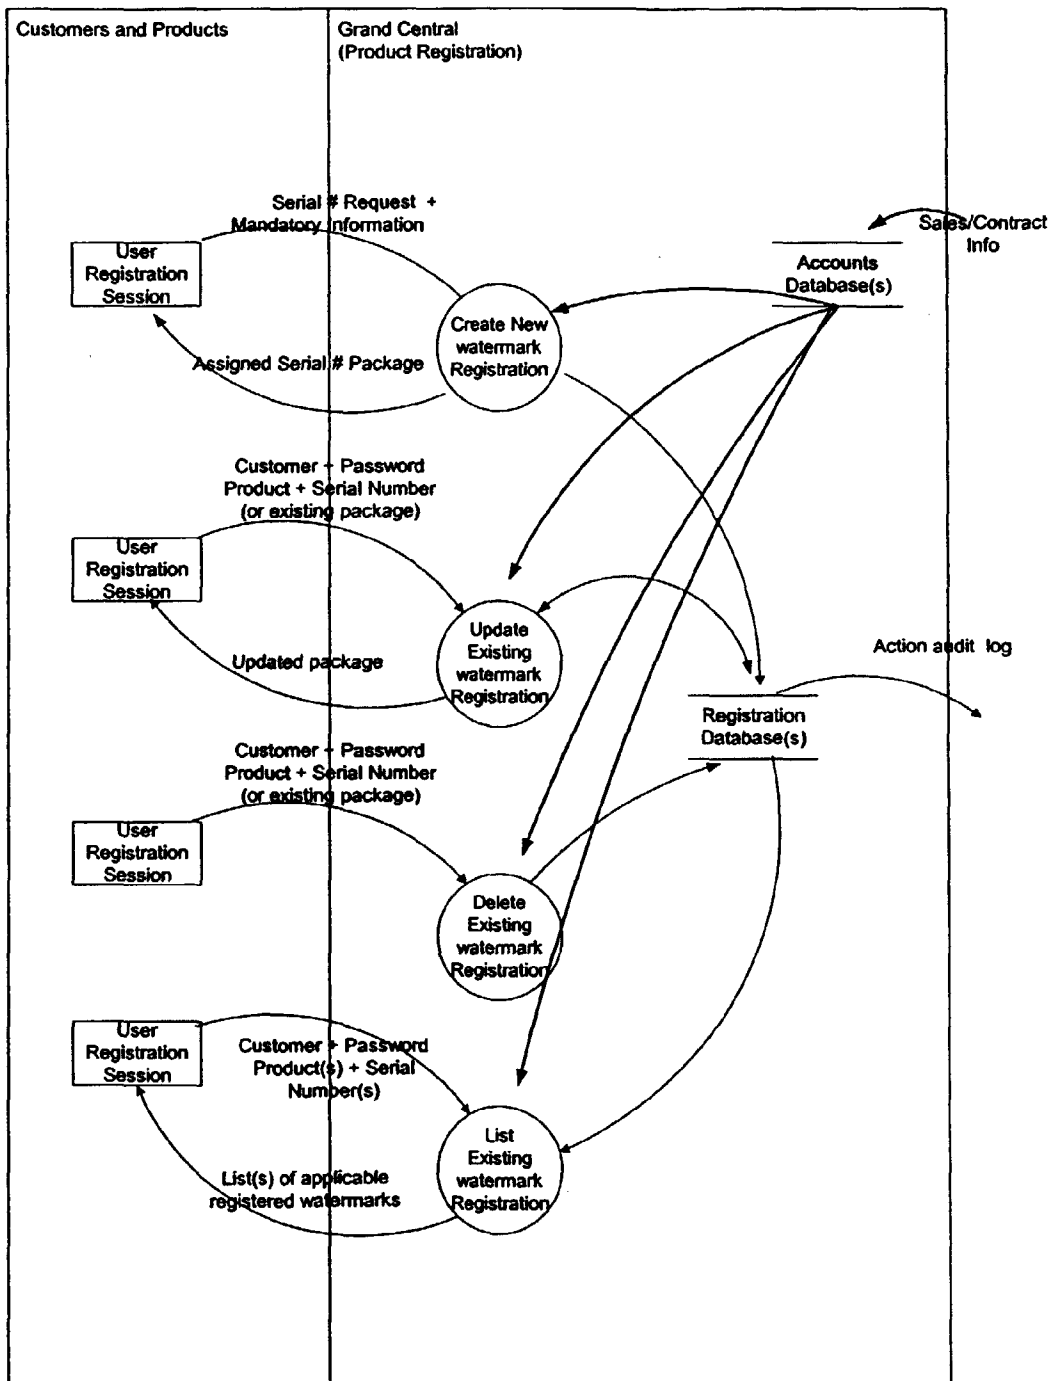 Customers and Products
Grand Central
(Product Registration)
Serial # Request +
Mandatory Information
User
Registration
Session
Sales/Contract
Info
Accounts
Database(s)
Create New
watermark
Registration
Assigned Serial # Package
Customer + Password
Product + Serial Number
(or existing package)
User
Registration
Session
Update
Existing
watermark
Registration
Updated package
Action audit log
Registration
Database(s)
Customer + Password
Product + Serial Number
(or existing package)
User
Registration
Session
Delete
Existing
watermark
Registration
User
Registration
Session
Customer + Password
Product(s) + Serial
Number(s)
List
Existing
watermark
Registration
List(s) of applicable
registered watermarks